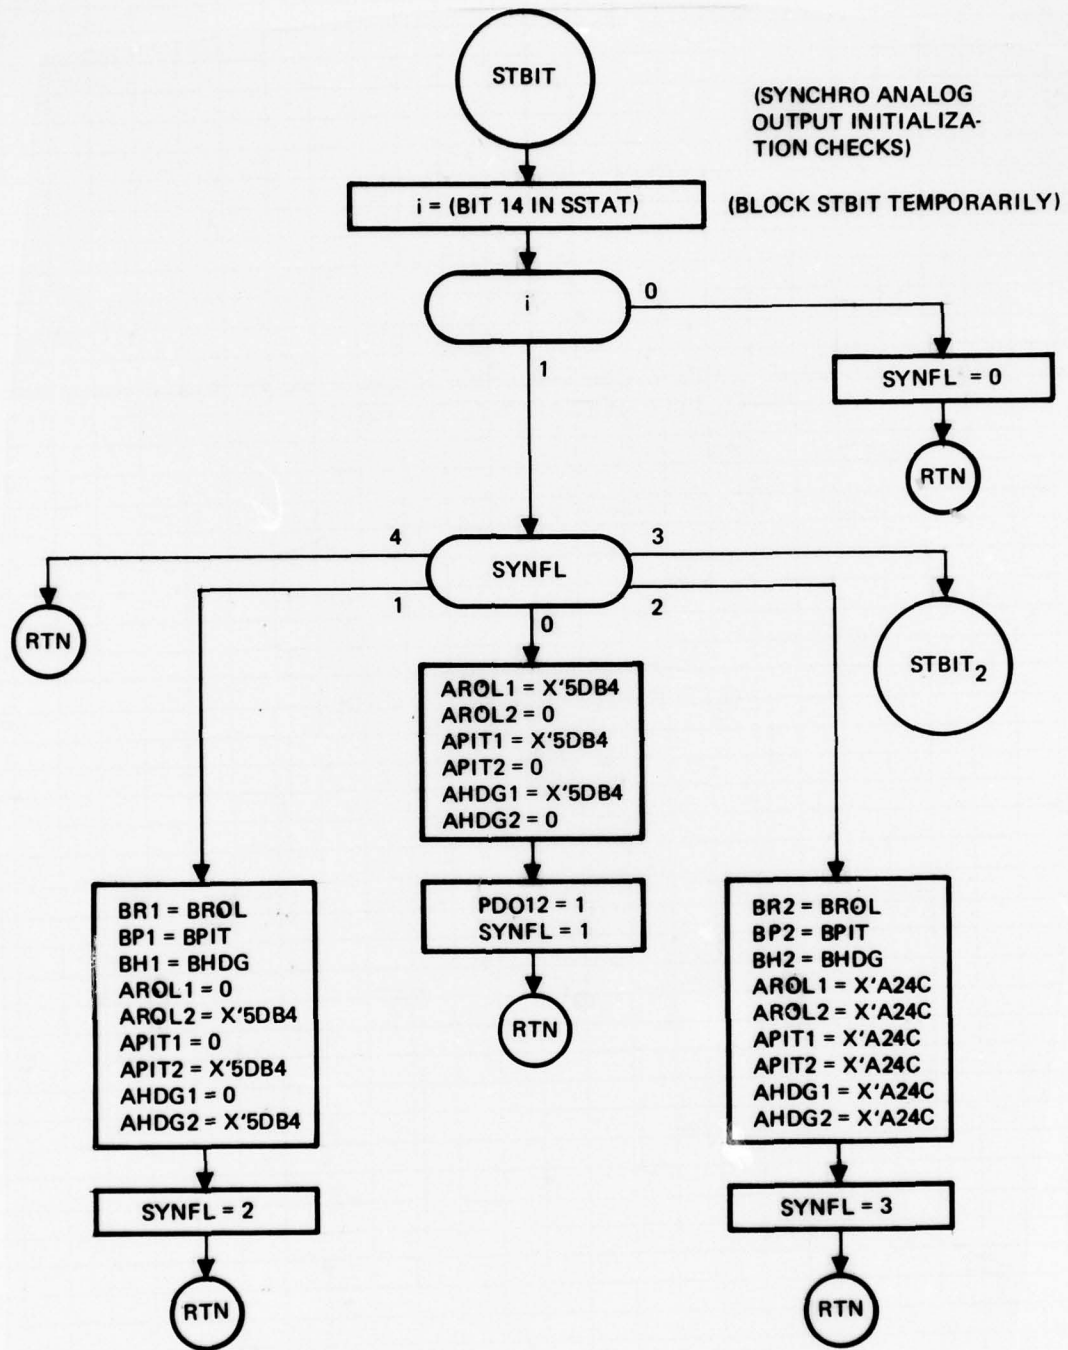 STBIT
(SYNCHRO ANALOG
OUTPUT INITIALIZA-
TION CHECKS)
i = (BIT 14 IN SSTAT)
(BLOCK STBIT TEMPORARILY)
i
0
1
SYNFL = 0
RTN
4
3
SYNFL
1
2
0
RTN
STBIT2
AROL1 = X'5DB4
AROL2 = 0
APIT1 = X'5DB4
APIT2 = 0
AHDG1 = X'5DB4
AHDG2 = 0
PDO12 = 1
SYNFL = 1
RTN
BR1 = BROL
BP1 = BPIT
BH1 = BHDG
AROL1 = 0
AROL2 = X'5DB4
APIT1 = 0
APIT2 = X'5DB4
AHDG1 = 0
AHDG2 = X'5DB4
SYNFL = 2
RTN
BR2 = BROL
BP2 = BPIT
BH2 = BHDG
AROL1 = X'A24C
AROL2 = X'A24C
APIT1 = X'A24C
APIT2 = X'A24C
AHDG1 = X'A24C
AHDG2 = X'A24C
SYNFL = 3
RTN